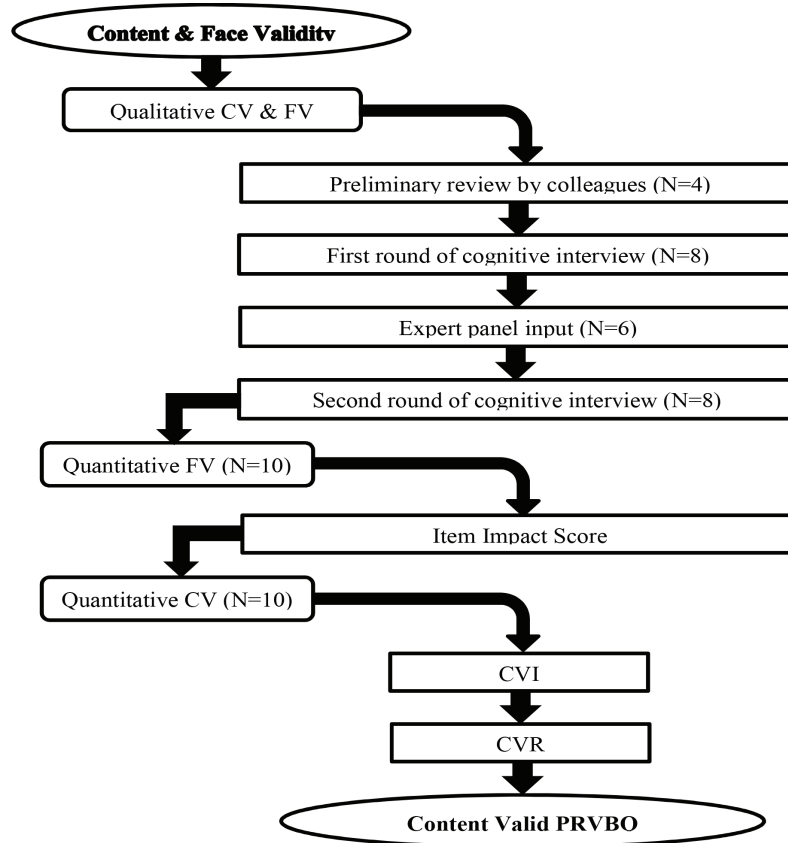 Content & Face Validity
Qualitative CV & FV
Preliminary review by colleagues (N=4)
First round of cognitive interview (N=8)
Expert panel input (N=6)
Second round of cognitive interview (N=8)
Quantitative FV (N=10)
Item Impact Score
Quantitative CV (N=10)
CVI
CVR
Content Valid PRVBO